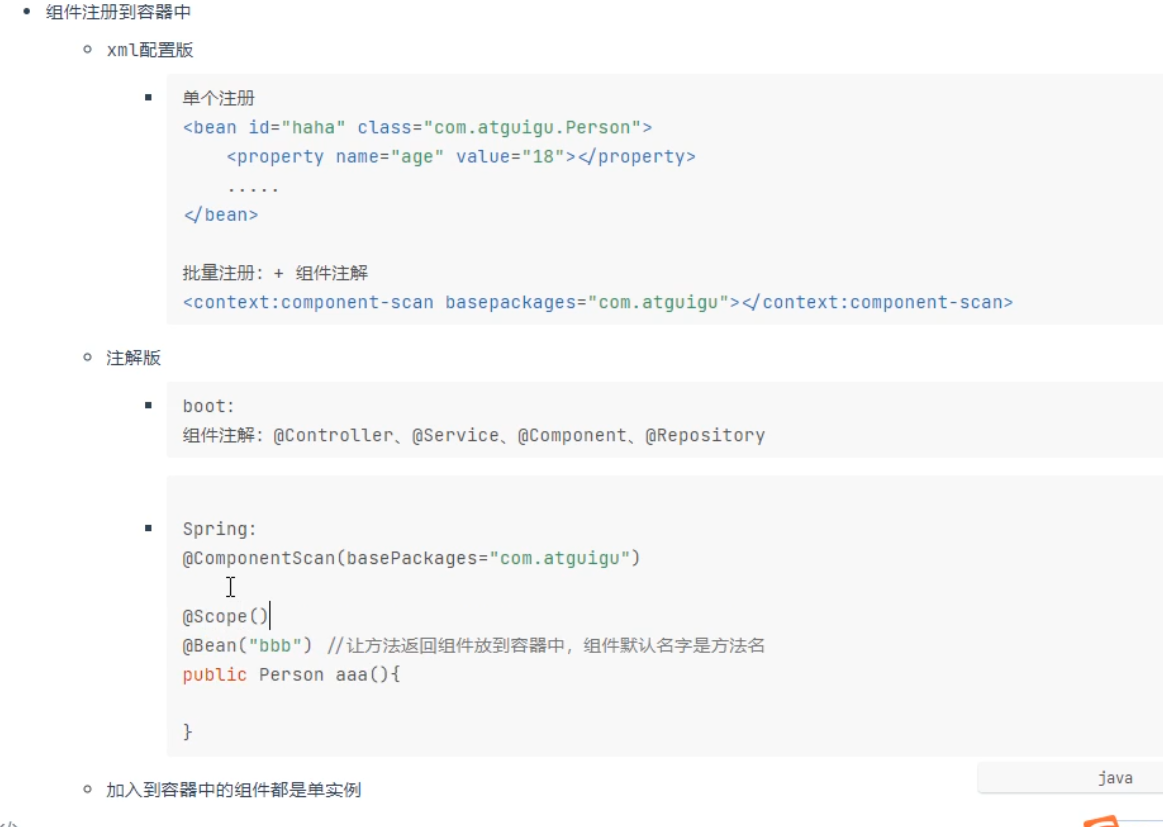 组件注册到容器中
xml配置版
单个注册
<bean id="haha" class="com.atguigu.Person">
<property name="age" value="18"></property>
.....
</bean>
批量注册: + 组件注解
<context:component-scan basepackages="com.atguigu"></context:component-scan>
注解版
boot:
组件注解: @Controller、@Service、@Component、@Repository
Spring:
@ComponentScan(basePackages="com.atguigu")
@Scope()
@Bean("bbb") //让方法返回组件放到容器中, 组件默认名字是方法名
public Person aaa(){
}
java
加入到容器中的组件都是单实例